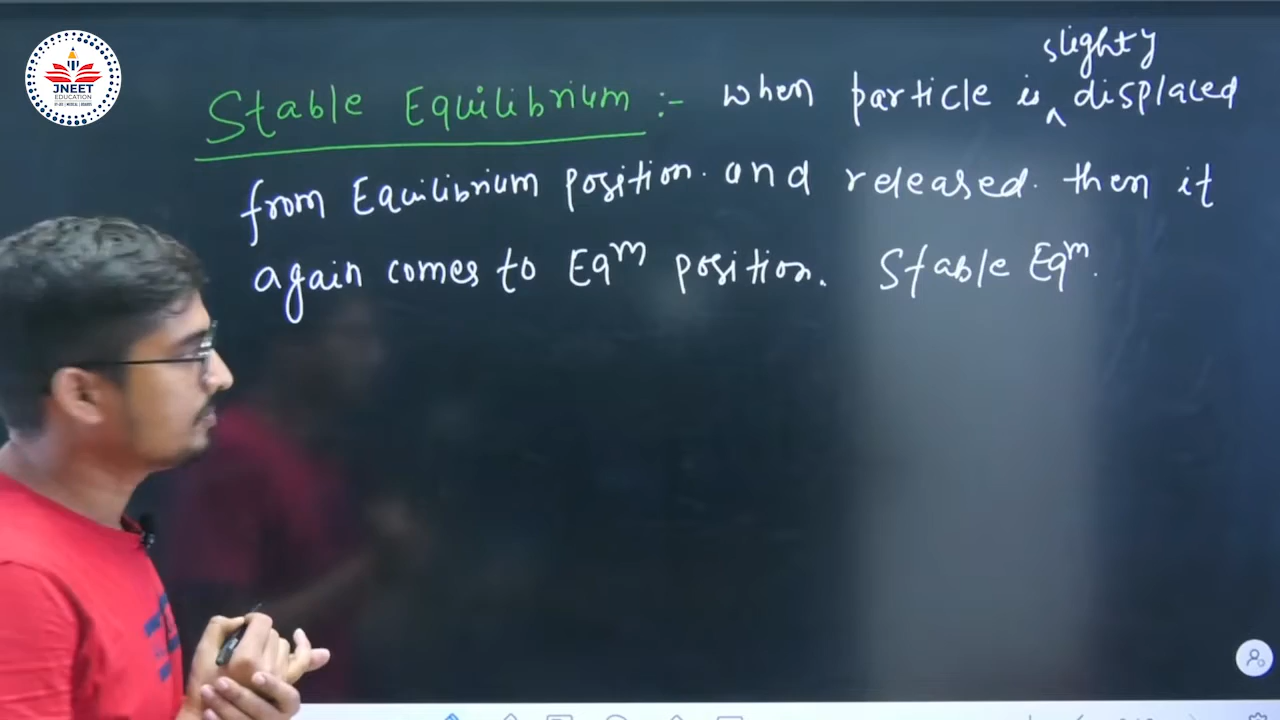 JNEET
EDUCATION
slighty
Stable Equilibrium :- when particle is ^ displaced
from Equilibrium position. and released. then it
again comes to Eqᵐ position. Stable Eqᵐ.